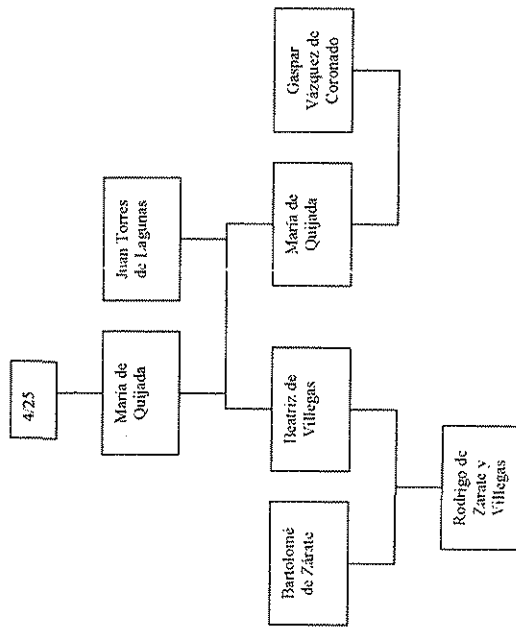 4/25
María de
Quijada
Juan Torres
de Lagunas
Bartolomé
de Zárate
Beatriz de
Villegas
María de
Quijada
Gaspar
Vázquez de
Coronado
Rodrigo de
Zarate y
Villegas